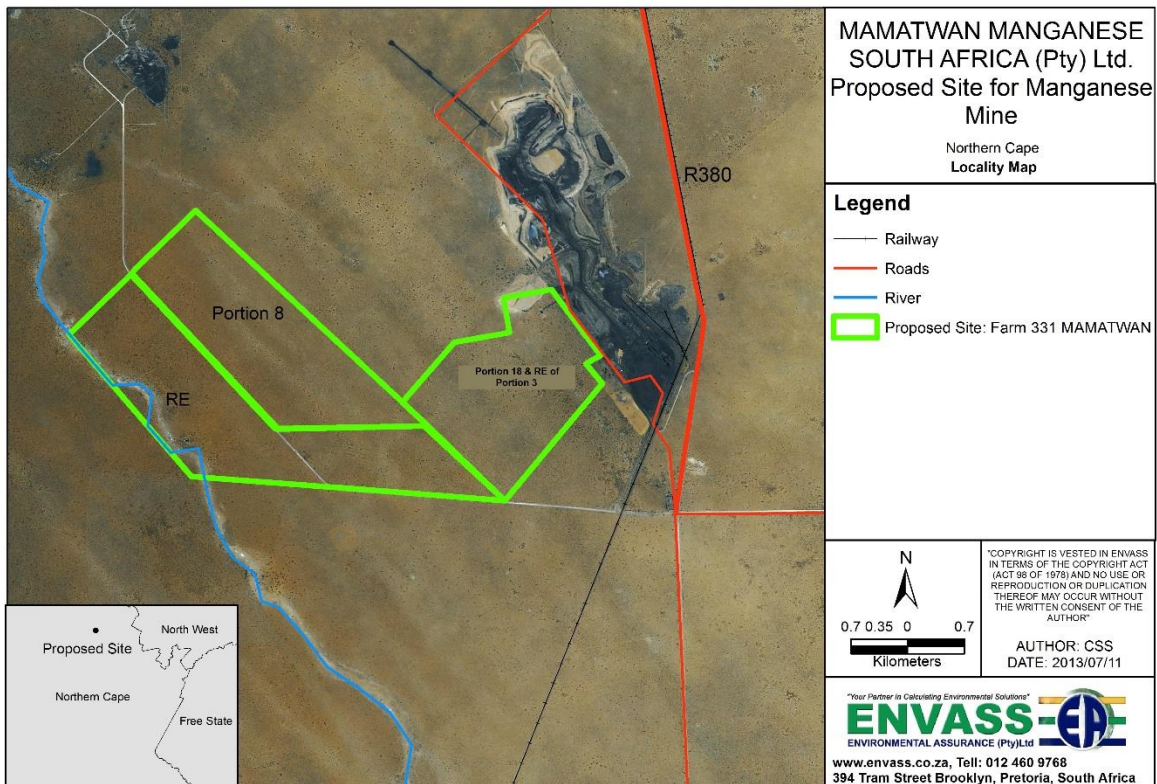 MAMATWAN MANGANESE
SOUTH AFRICA (Pty) Ltd.
Proposed Site for Manganese
Mine
Northern Cape
Locality Map
Legend
Railway
Roads
River
Proposed Site: Farm 331 MAMATWAN
R380
Portion 8
Portion 18 & RE of
Portion 3
RE
N
0.7 0.35 0 0.7
Kilometers
"COPYRIGHT IS VESTED IN ENVASS
IN TERMS OF THE COPYRIGHT ACT
(ACT 98 OF 1978) AND NO USE OR
REPRODUCTION OR DUPLICATION
THEREOF MAY OCCUR WITHOUT
THE WRITTEN CONSENT OF THE
AUTHOR"
AUTHOR: CSS
DATE: 2013/07/11
North West
Proposed Site
Northern Cape
Free State
"Your Partner in Calculating Environmental Solutions"
ENVASS
EA
ENVIRONMENTAL ASSURANCE (Pty)Ltd
www.envass.co.za, Tell: 012 460 9768
394 Tram Street Brooklyn, Pretoria, South Africa